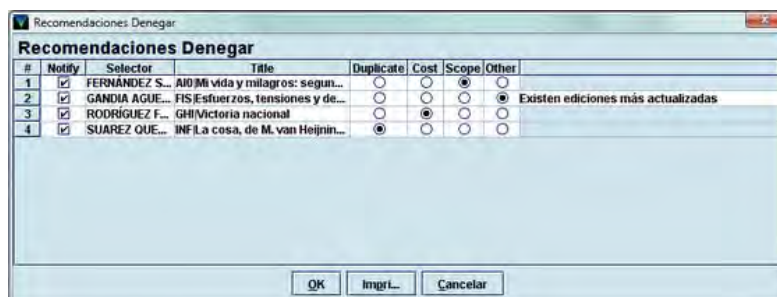 Recomendaciones Denegar
Recomendaciones Denegar
# Notify Selector Title Duplicate Cost Scope Other
1 FERNÁNDEZ S... AI0|Mi vida y milagros: segun...
2 GANDIA AGUE... FIS|Esfuerzos, tensiones y de... Existen ediciones más actualizadas
3 RODRÍGUEZ F... GHI|Victoria nacional
4 SUAREZ QUE... INF|La cosa, de M. van Heijnin...
OK Impri... Cancelar